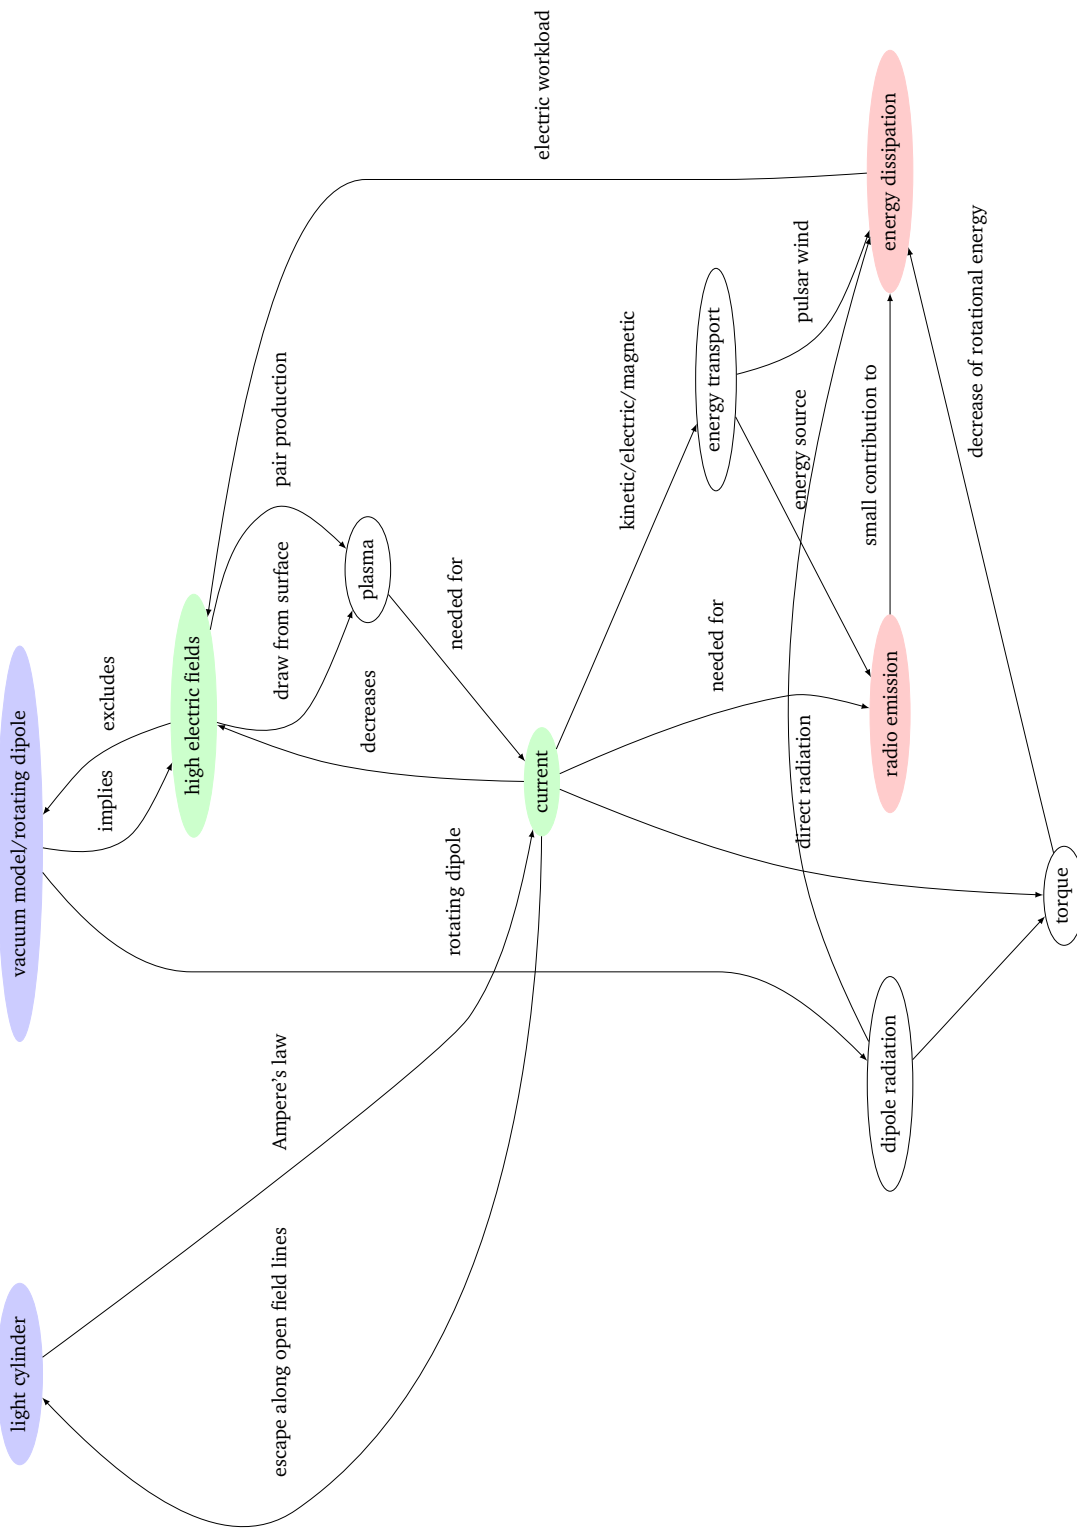 light cylinder
vacuum model/rotating dipole
implies
excludes
high electric fields
escape along open field lines
Ampere's law
draw from surface
pair production
plasma
decreases
rotating dipole
needed for
current
electric workload
kinetic/electric/magnetic
energy transport
needed for
direct radiation
energy source
pulsar wind
small contribution to
dipole radiation
radio emission
energy dissipation
decrease of rotational energy
torque